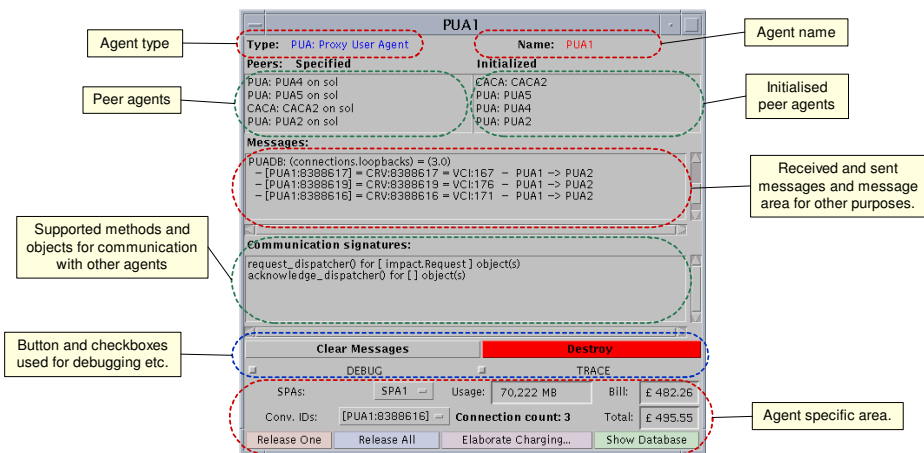 PUA1
Agent type
Type: PUA: Proxy User Agent
Name: PUA1
Agent name
Peers: Specified
Initialized
Peer agents
PUA: PUA4 on sol
PUA: PUA5 on sol
CACA: CACA2 on sol
PUA: PUA2 on sol
CACA: CACA2
PUA: PUA5
PUA: PUA4
PUA: PUA2
Initialised
peer agents
Messages:
PUADB: (connections.loopbacks) = (3.0)
– [PUA1:8388617] = CRV:8388617 = VCI:167 – PUA1 -> PUA2
– [PUA1:8388619] = CRV:8388619 = VCI:176 – PUA1 -> PUA2
– [PUA1:8388616] = CRV:8388616 = VCI:171 – PUA1 -> PUA2
Received and sent
messages and message
area for other purposes.
Supported methods and
objects for communication
with other agents
Communication signatures:
request_dispatcher() for [ impact.Request ] object(s)
acknowledge_dispatcher() for [ ] object(s)
Button and checkboxes
used for debugging etc.
Clear Messages
Destroy
DEBUG
TRACE
SPAs: SPA1 Usage: 70,222 MB Bill: £ 482.26
Conv. IDs: [PUA1:8388616] Connection count: 3 Total: £ 495.55
Agent specific area.
Release One Release All Elaborate Charging... Show Database